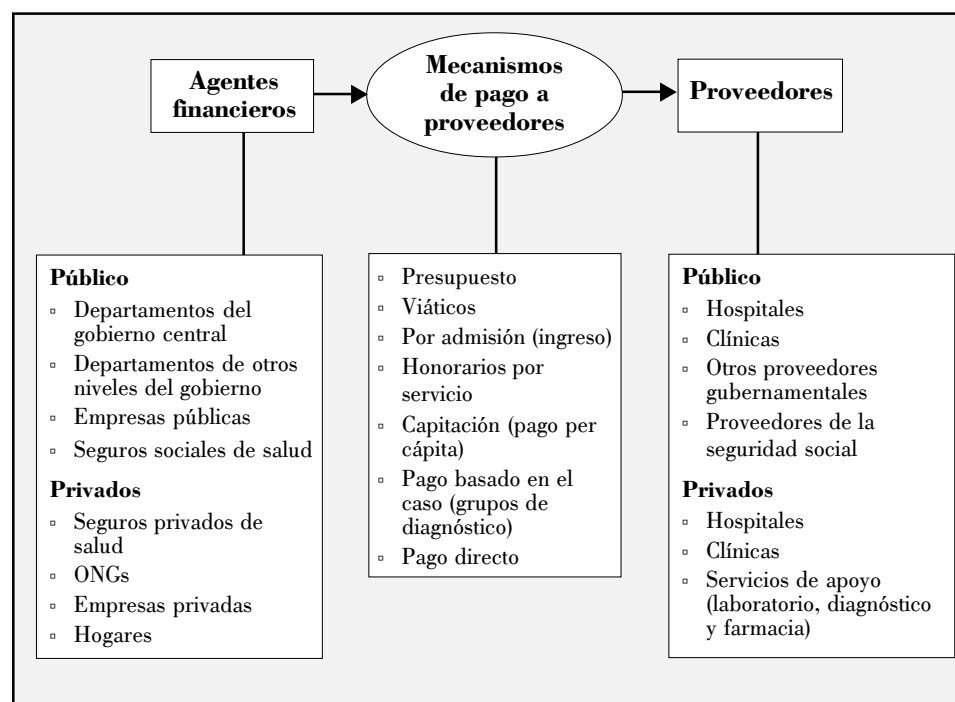 Agentes
financieros
Mecanismos
de pago a
proveedores
Proveedores
Público
▫ Departamentos del
gobierno central
▫ Departamentos de otros
niveles del gobierno
▫ Empresas públicas
▫ Seguros sociales de salud
Privados
▫ Seguros privados de
salud
▫ ONGs
▫ Empresas privadas
▫ Hogares
▫ Presupuesto
▫ Viáticos
▫ Por admisión (ingreso)
▫ Honorarios por
servicio
▫ Capitación (pago per
cápita)
▫ Pago basado en el
caso (grupos de
diagnóstico)
▫ Pago directo
Público
▫ Hospitales
▫ Clínicas
▫ Otros proveedores
gubernamentales
▫ Proveedores de la
seguridad social
Privados
▫ Hospitales
▫ Clínicas
▫ Servicios de apoyo
(laboratorio, diagnóstico
y farmacia)